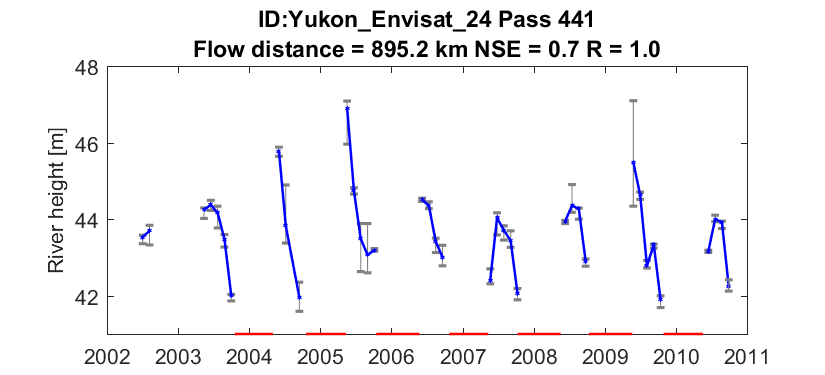 ID:Yukon_Envisat_24 Pass 441
Flow distance = 895.2 km NSE = 0.7 R = 1.0
River height [m]
48
46
44
42
2002 2003 2004 2005 2006 2007 2008 2009 2010 2011